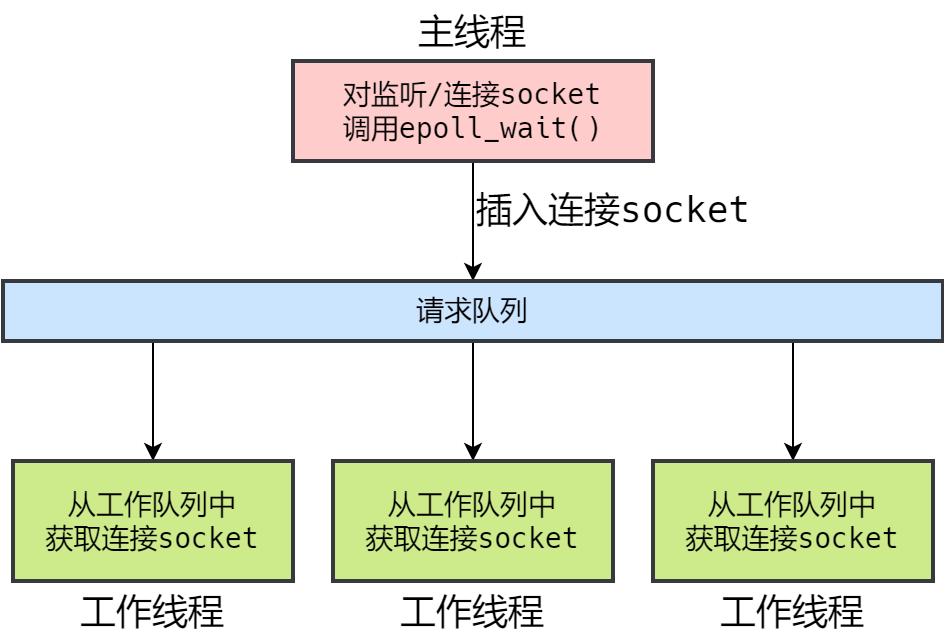 主线程
对监听/连接socket
调用epoll_wait()
插入连接socket
请求队列
从工作队列中
获取连接socket
从工作队列中
获取连接socket
从工作队列中
获取连接socket
工作线程
工作线程
工作线程